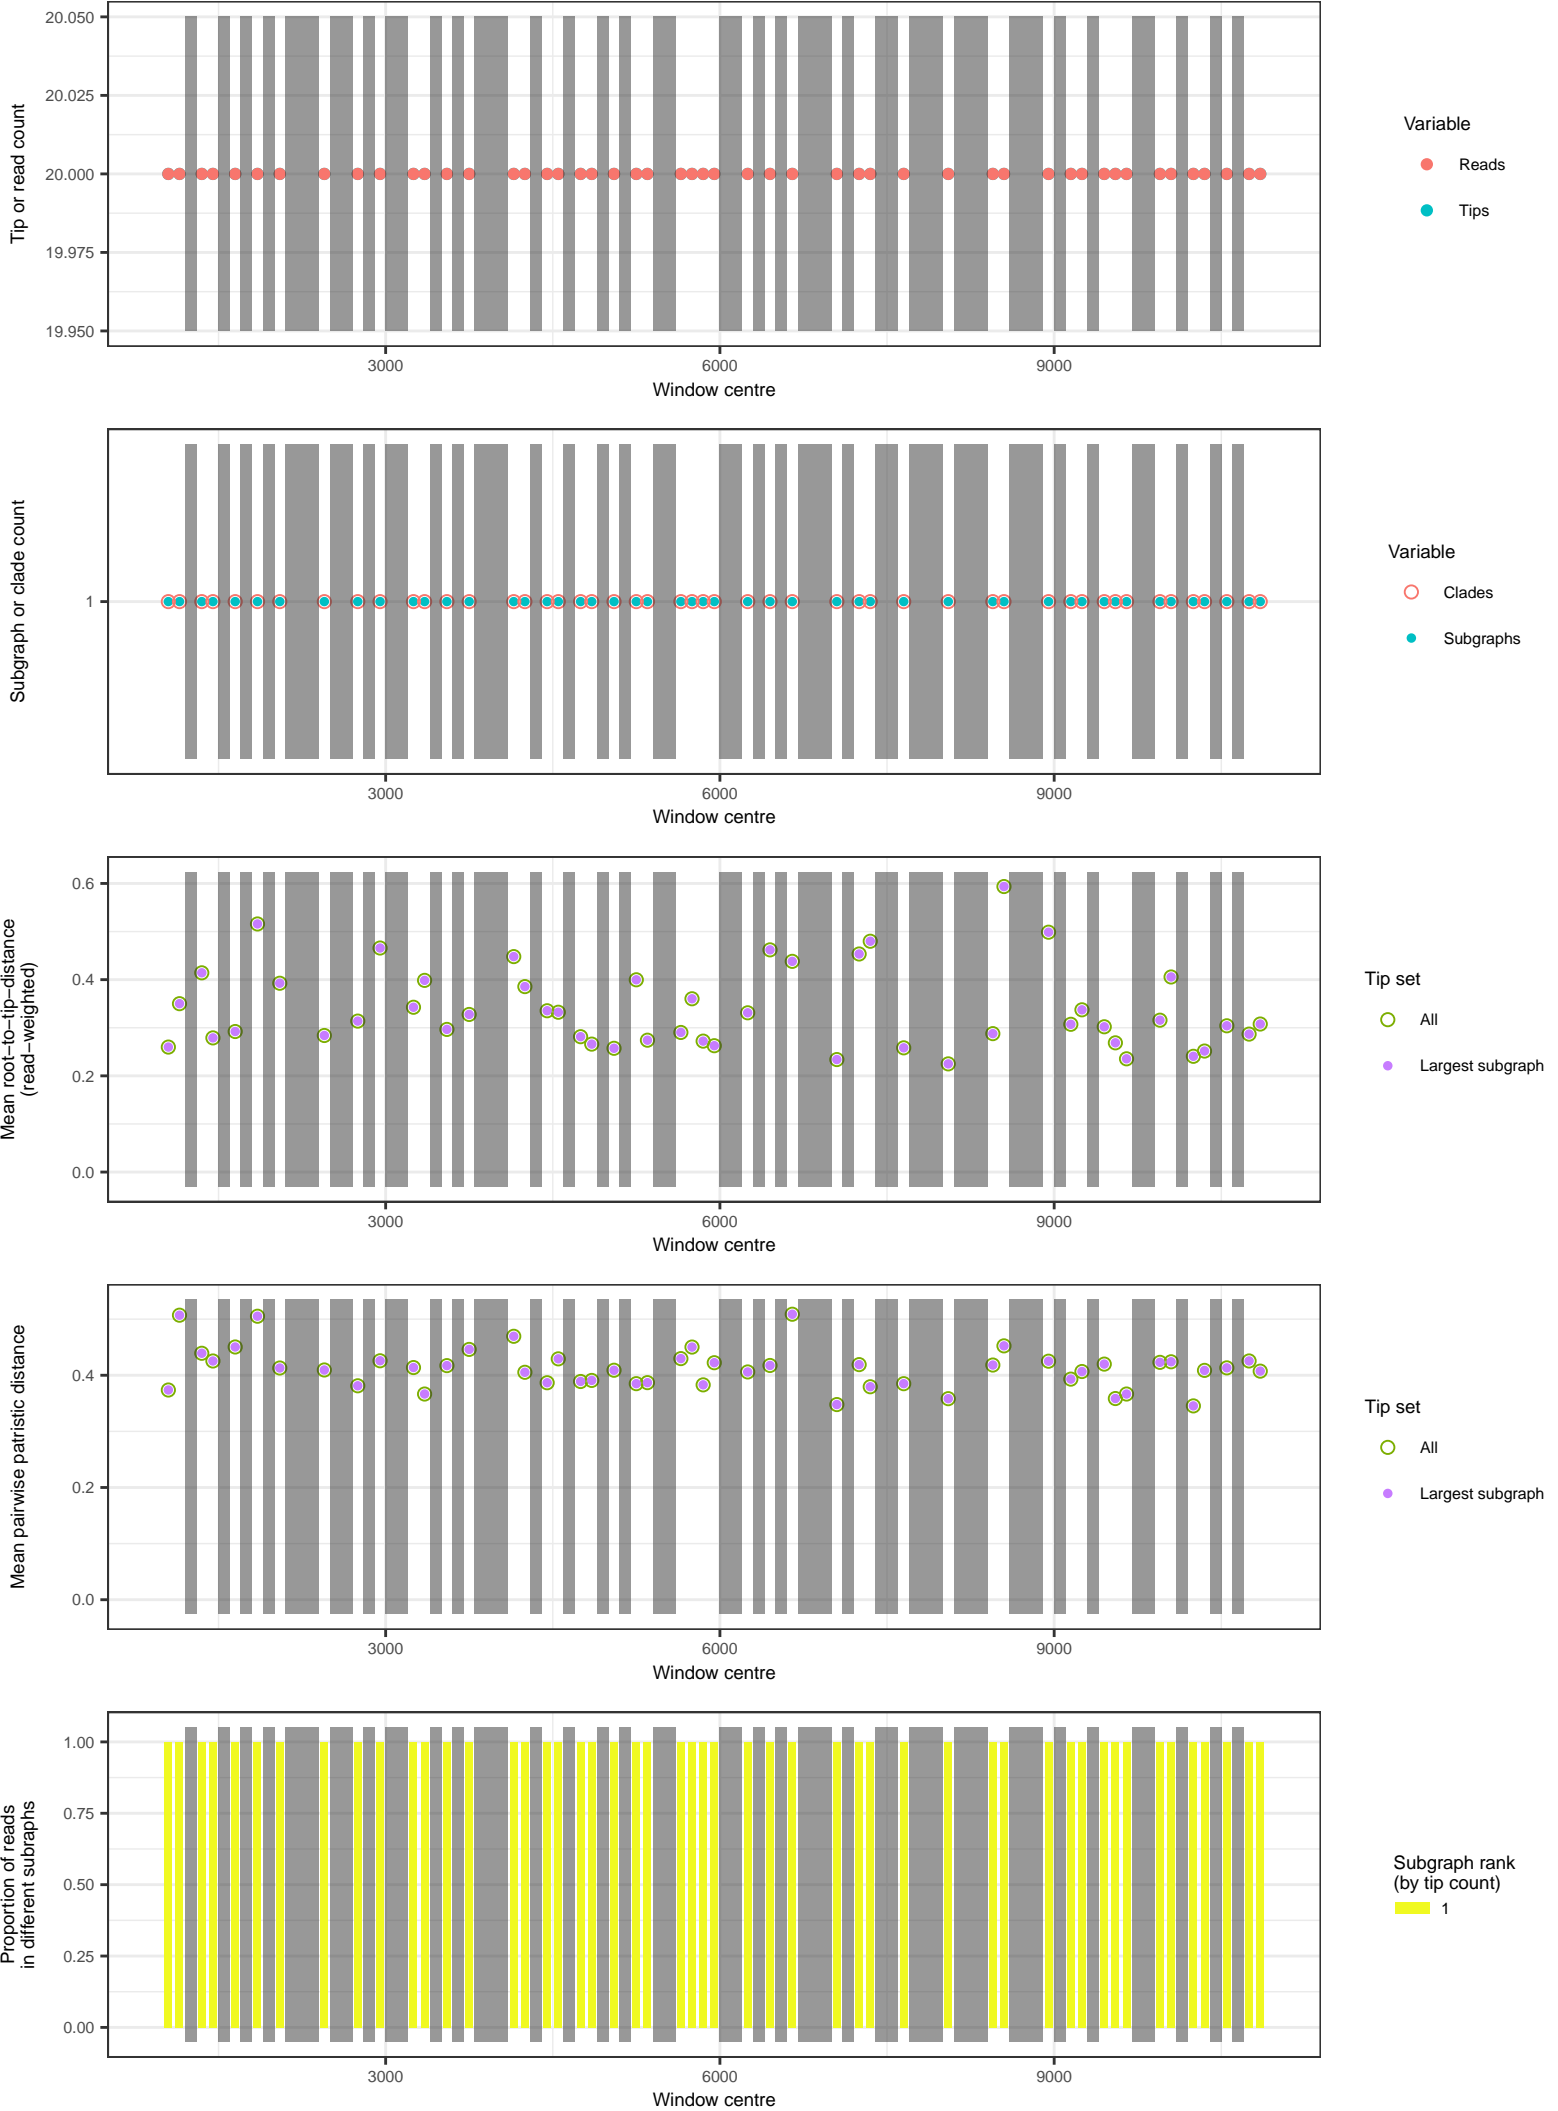 20.050
20.025
20.000
19.975
19.950
Tip or read count
3000
6000
9000
Window centre
Variable
Reads
Tips
1
Subgraph or clade count
3000
6000
9000
Window centre
Variable
Clades
Subgraphs
0.6
0.4
0.2
0.0
Mean root−to−tip−distance
(read−weighted)
3000
6000
9000
Window centre
Tip set
All
Largest subgraph
0.4
0.2
0.0
Mean pairwise patristic distance
3000
6000
9000
Window centre
Tip set
All
Largest subgraph
1.00
0.75
0.50
0.25
0.00
Proportion of reads
in different subraphs
3000
6000
9000
Window centre
Subgraph rank
(by tip count)
1